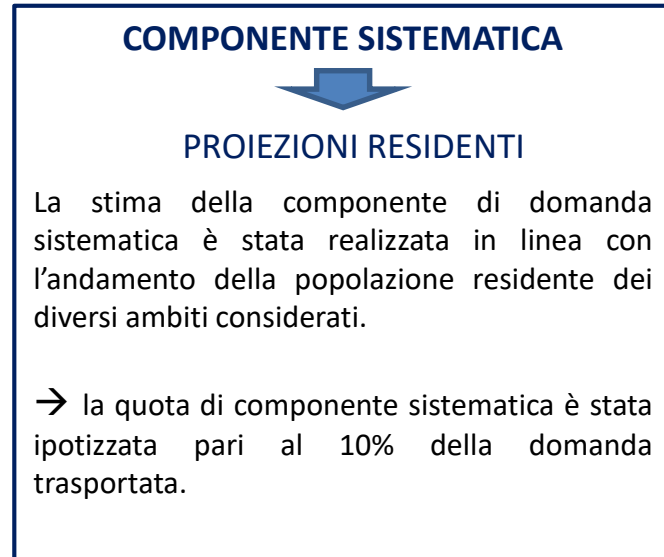 COMPONENTE SISTEMATICA
PROIEZIONI RESIDENTI
La stima della componente di domanda
sistematica è stata realizzata in linea con
l'andamento della popolazione residente dei
diversi ambiti considerati.
→ la quota di componente sistematica è stata
ipotizzata pari al 10% della domanda
trasportata.